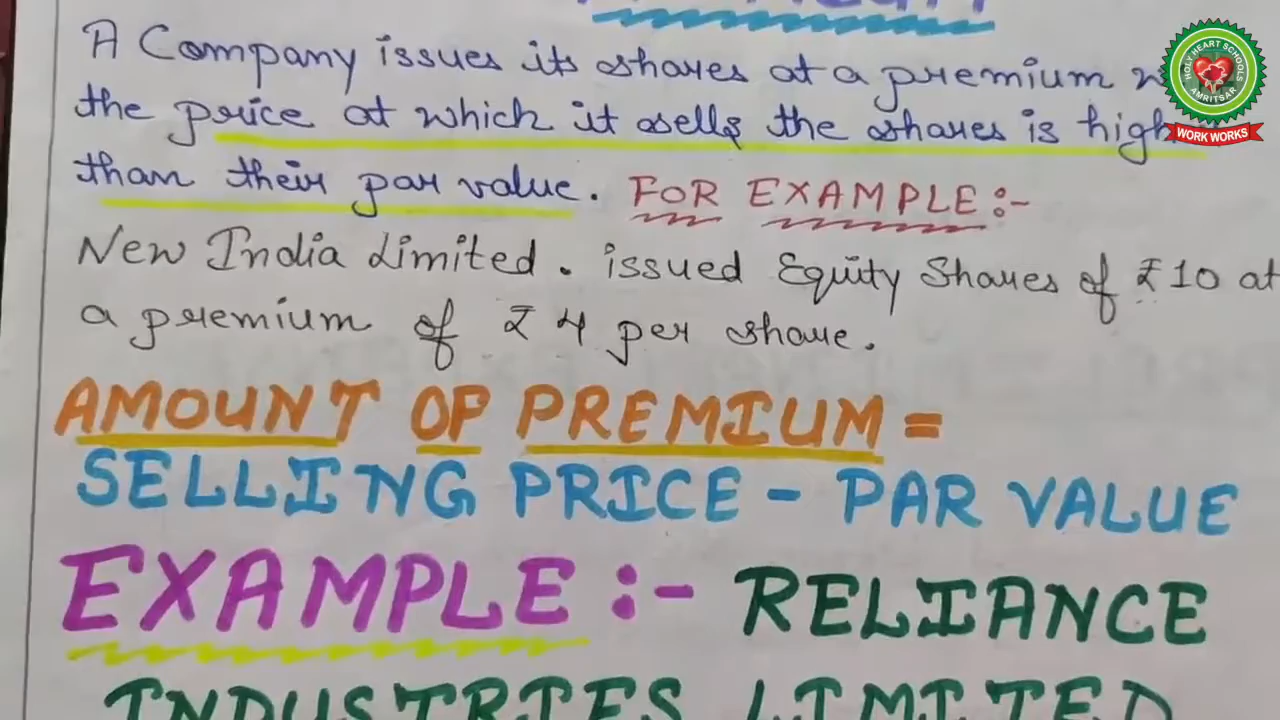 A Company issues its shares at a premium
the price at which it sells the shares is high
than their par value. FOR EXAMPLE:-
New India Limited. issued Equity Shares of ₹10 at
a premium of ₹ 4 per share.
AMOUNT OF PREMIUM =
SELLING PRICE - PAR VALUE
EXAMPLE :- RELIANCE
INDUSTRIES LIMITED
HOLY HEART SCHOOLS
AMRITSAR
WORK WORKS